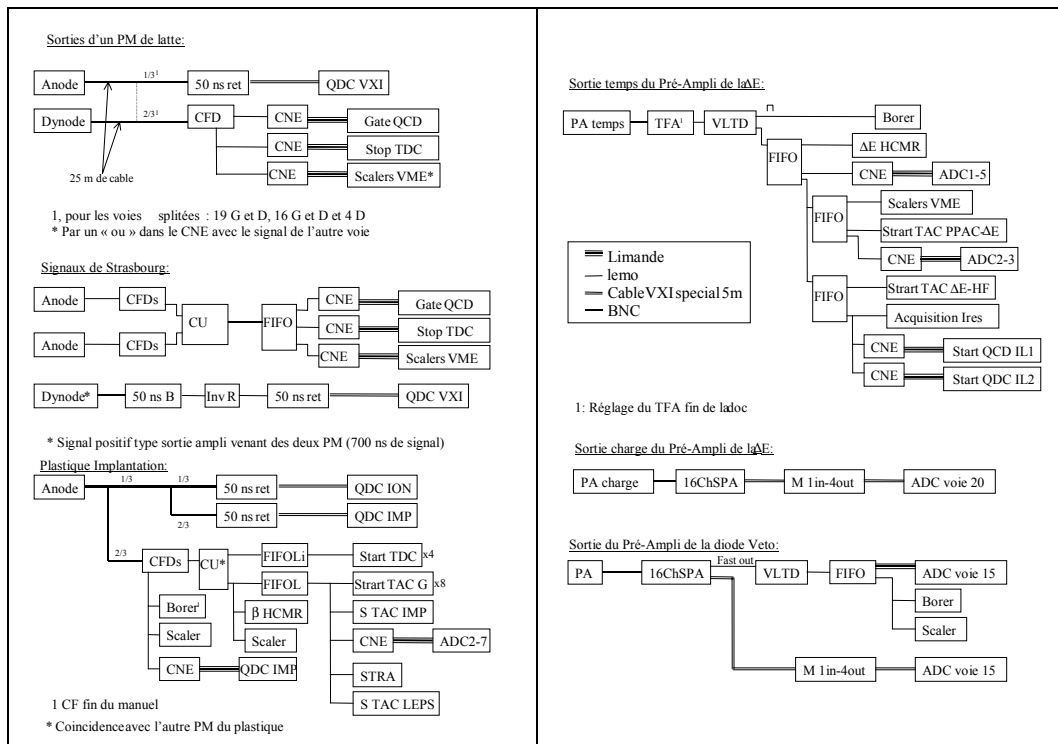 Sorties d'un PM de latte:
Anode 1/3¹ 50 ns ret QDC VXI
Dynode 2/3¹ CFD CNE Gate QCD
CNE Stop TDC
CNE Scalers VME*
25 m de cable
1, pour les voies splitées : 19 G et D, 16 G et D et 4 D
* Par un « ou » dans le CNE avec le signal de l'autre voie
Signaux de Strasbourg:
Anode CFDs CU FIFO CNE Gate QCD
CNE Stop TDC
Anode CFDs CNE Scalers VME
Dynode* 50 ns B Inv R 50 ns ret QDC VXI
* Signal positif type sortie ampli venant des deux PM (700 ns de signal)
Plastique Implantation:
Anode 1/3 1/3 50 ns ret QDC ION
2/3 50 ns ret QDC IMP
2/3 CFDs CU* FIFOLi Start TDC x4
FIFOL Strart TAC G x8
Borer¹ β HCMR S TAC IMP
Scaler Scaler CNE ADC2-7
CNE QDC IMP STRA
S TAC LEPS
1 CF fin du manuel
* Coincidence avec l'autre PM du plastique
Sortie temps du Pré-Ampli de la ΔE:
PA temps TFA¹ VLTD Borer
FIFO ΔE HCMR
CNE ADC1-5
FIFO Scalers VME
Strart TAC PPAC-ΔE
CNE ADC2-3
FIFO Strart TAC ΔE-HF
Acquisition Ires
CNE Start QCD IL1
CNE Start QDC IL2
Limande
lemo
Cable VXI special 5m
BNC
1: Réglage du TFA fin de la doc
Sortie charge du Pré-Ampli de la ΔE:
PA charge 16ChSPA M 1in-4out ADC voie 20
Sortie du Pré-Ampli de la diode Veto:
PA 16ChSPA Fast out VLTD FIFO ADC voie 15
Borer
Scaler
M 1in-4out ADC voie 15